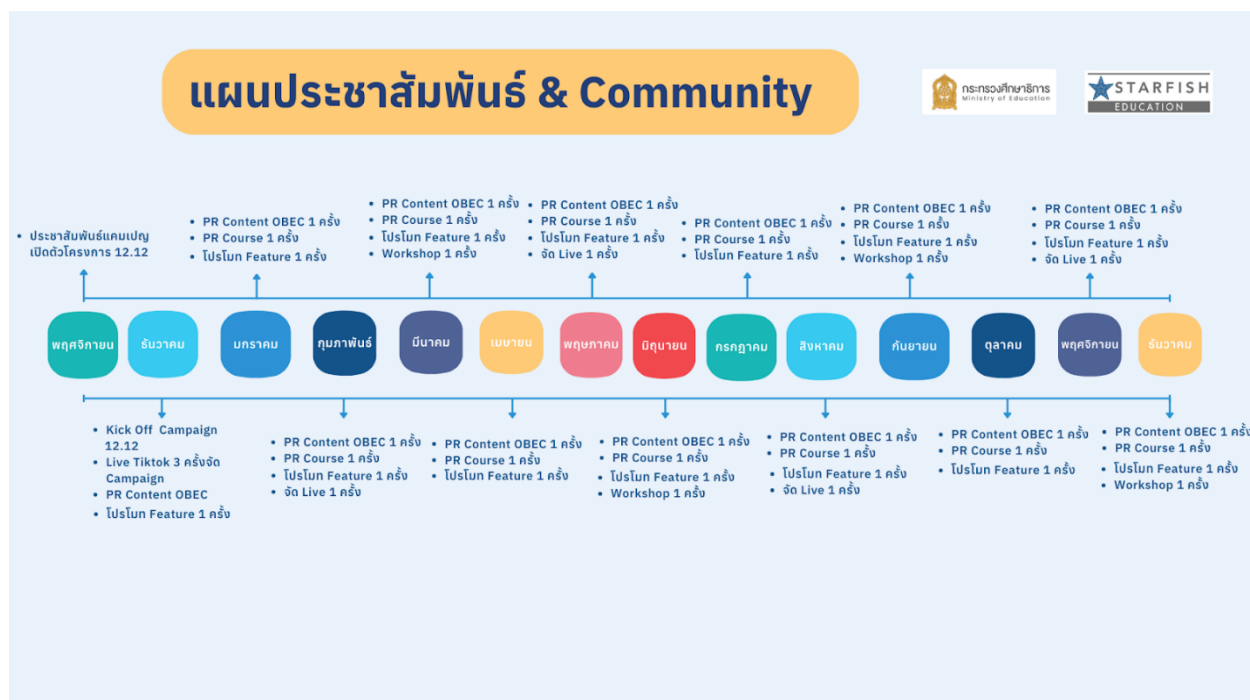 แผนประชาสัมพันธ์ & Community
กระทรวงศึกษาธิการ
Ministry of Education
STARFISH
EDUCATION
• ประชาสัมพันธ์แคมเปญ
เปิดตัวโครงการ 12.12
• PR Content OBEC 1 ครั้ง
• PR Course 1 ครั้ง
• โปรโมท Feature 1 ครั้ง
• PR Content OBEC 1 ครั้ง
• PR Course 1 ครั้ง
• โปรโมท Feature 1 ครั้ง
• Workshop 1 ครั้ง
• PR Content OBEC 1 ครั้ง
• PR Course 1 ครั้ง
• โปรโมท Feature 1 ครั้ง
• จัด Live 1 ครั้ง
• PR Content OBEC 1 ครั้ง
• PR Course 1 ครั้ง
• โปรโมท Feature 1 ครั้ง
• PR Content OBEC 1 ครั้ง
• PR Course 1 ครั้ง
• โปรโมท Feature 1 ครั้ง
• Workshop 1 ครั้ง
• PR Content OBEC 1 ครั้ง
• PR Course 1 ครั้ง
• โปรโมท Feature 1 ครั้ง
• จัด Live 1 ครั้ง
พฤศจิกายน
ธันวาคม
มกราคม
กุมภาพันธ์
มีนาคม
เมษายน
พฤษภาคม
มิถุนายน
กรกฎาคม
สิงหาคม
กันยายน
ตุลาคม
พฤศจิกายน
ธันวาคม
• Kick Off Campaign
12.12
• Live Tiktok 3 ครั้งจัด
Campaign
• PR Content OBEC
• โปรโมท Feature 1 ครั้ง
• PR Content OBEC 1 ครั้ง
• PR Course 1 ครั้ง
• โปรโมท Feature 1 ครั้ง
• จัด Live 1 ครั้ง
• PR Content OBEC 1 ครั้ง
• PR Course 1 ครั้ง
• โปรโมท Feature 1 ครั้ง
• PR Content OBEC 1 ครั้ง
• PR Course 1 ครั้ง
• โปรโมท Feature 1 ครั้ง
• Workshop 1 ครั้ง
• PR Content OBEC 1 ครั้ง
• PR Course 1 ครั้ง
• โปรโมท Feature 1 ครั้ง
• จัด Live 1 ครั้ง
• PR Content OBEC 1 ครั้ง
• PR Course 1 ครั้ง
• โปรโมท Feature 1 ครั้ง
• PR Content OBEC 1 ครั้ง
• PR Course 1 ครั้ง
• โปรโมท Feature 1 ครั้ง
• Workshop 1 ครั้ง